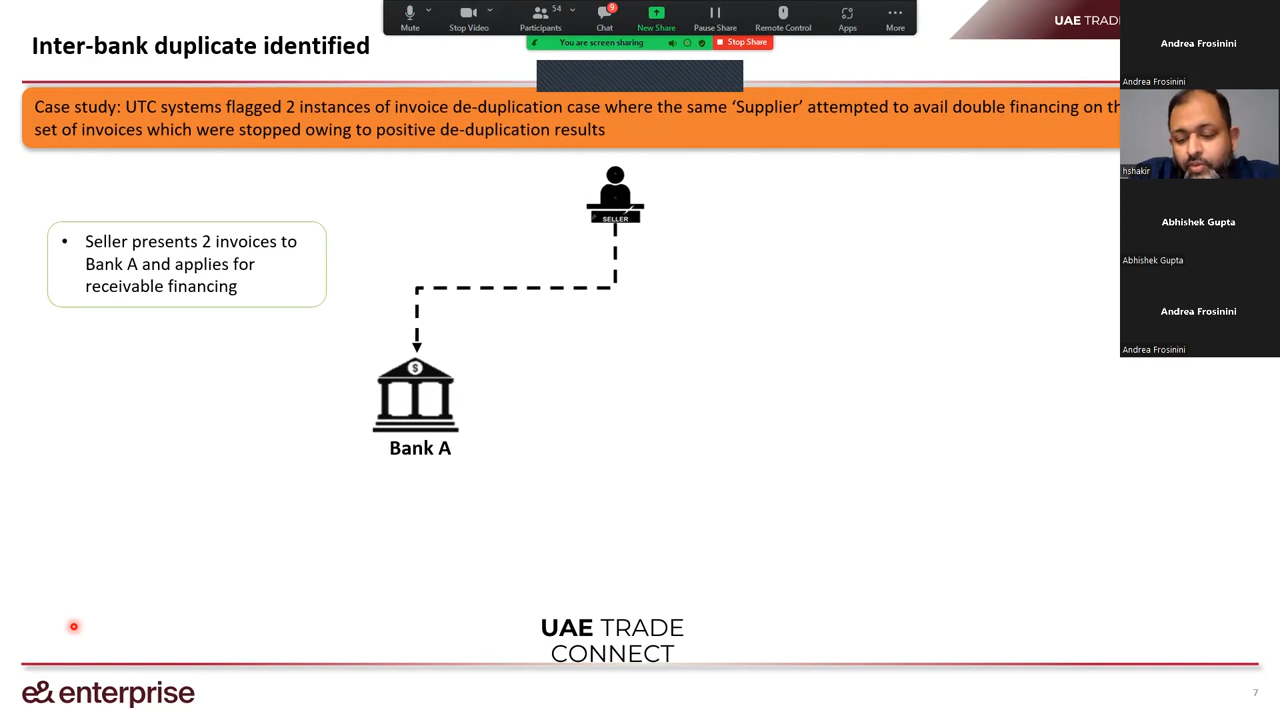 Inter-bank duplicate identified
Mute
Stop Video
54
Participants
9
Chat
New Share
Pause Share
Remote Control
Apps
More
You are screen sharing
Stop Share
UAE TRADE
Case study: UTC systems flagged 2 instances of invoice de-duplication case where the same ‘Supplier’ attempted to avail double financing on
set of invoices which were stopped owing to positive de-duplication results
SELLER
• Seller presents 2 invoices to
Bank A and applies for
receivable financing
$
Bank A
Andrea Frosinini
Andrea Frosinini
hshakir
Abhishek Gupta
Abhishek Gupta
Andrea Frosinini
Andrea Frosinini
UAE TRADE
CONNECT
e& enterprise
7